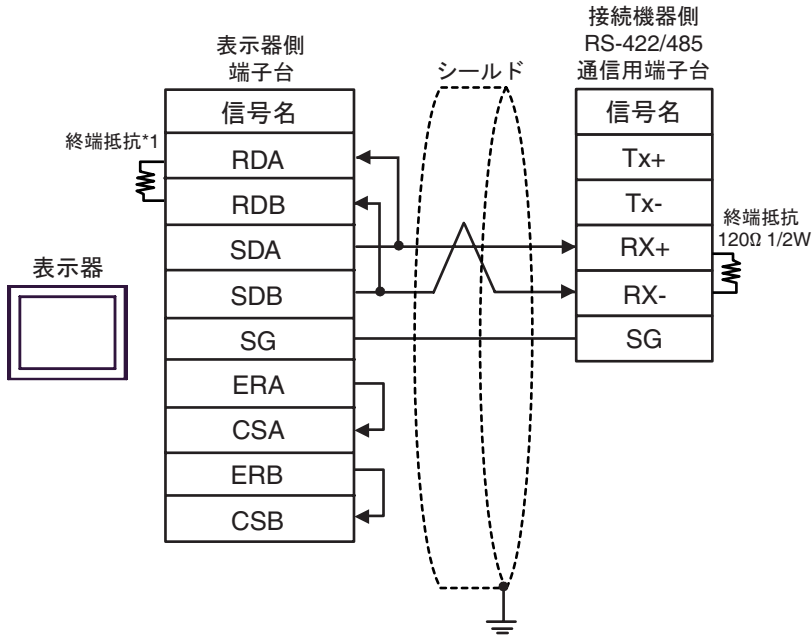 表示器側
端子台
信号名
RDA
RDB
SDA
SDB
SG
ERA
CSA
ERB
CSB
終端抵抗*1
表示器
シールド
接続機器側
RS-422/485
通信用端子台
信号名
Tx+
Tx-
RX+
RX-
SG
終端抵抗
120Ω 1/2W